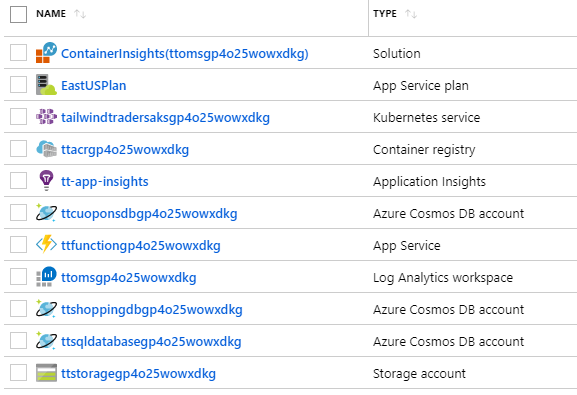 NAME TYPE
ContainerInsights(ttomsgp4o25wowxdkg) Solution
EastUSPlan App Service plan
tailwindtradersaksgp4o25wowxdkg Kubernetes service
ttacrgp4o25wowxdkg Container registry
tt-app-insights Application Insights
ttcuoponsdbgp4o25wowxdkg Azure Cosmos DB account
ttfunctiongp4o25wowxdkg App Service
ttomsgp4o25wowxdkg Log Analytics workspace
ttshoppingdbgp4o25wowxdkg Azure Cosmos DB account
ttsqldatabasegp4o25wowxdkg Azure Cosmos DB account
ttstoragegp4o25wowxdkg Storage account